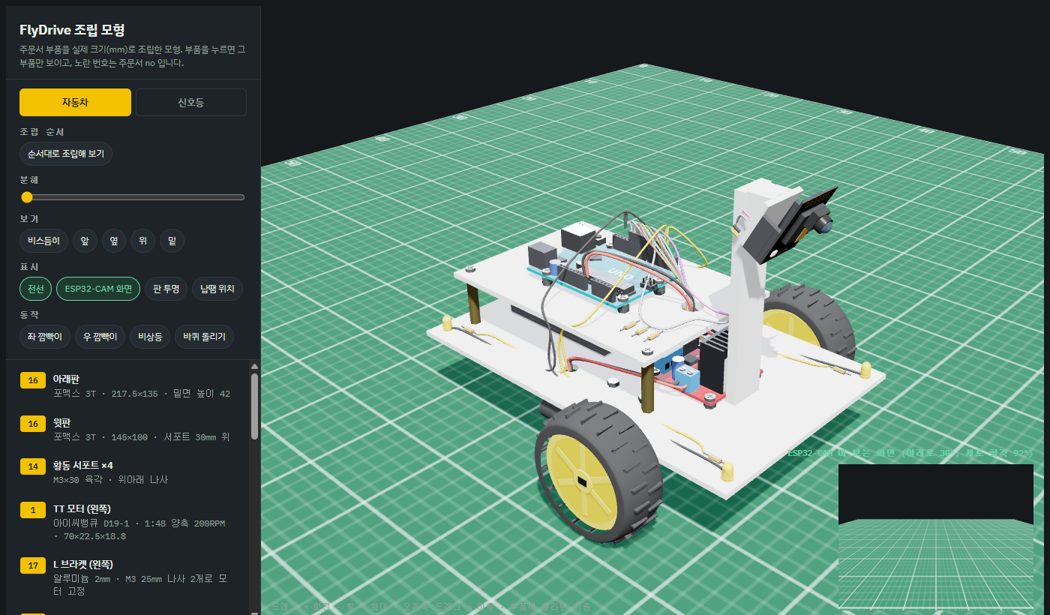 FlyDrive 조립 모형
주문서 부품을 실제 크기(mm)로 조립한 모형. 부품을 누르면 그
부품만 보이고, 노란 번호는 주문서 no 입니다.
자동차
신호등
조립 순서
순서대로 조립해 보기
분해
보기
비스듬히
앞
옆
위
밑
표시
전선
ESP32-CAM 화면
판 투명
납땜 위치
동작
좌 깜빡이
우 깜빡이
비상등
바퀴 돌리기
16
아래판
포맥스 3T · 217.5×135 · 밑면 높이 42
16
윗판
포맥스 3T · 145×100 · 서포트 30mm 위
14
황동 서포트 ×4
M3×30 육각 · 위아래 나사
1
TT 모터 (왼쪽)
아이씨뱅큐 D19-1 · 1:48 양축 200RPM
· 70×22.5×18.8
17
L 브라켓 (왼쪽)
알루미늄 2mm · M3 25mm 나사 2개로 모
터 고정
UNO